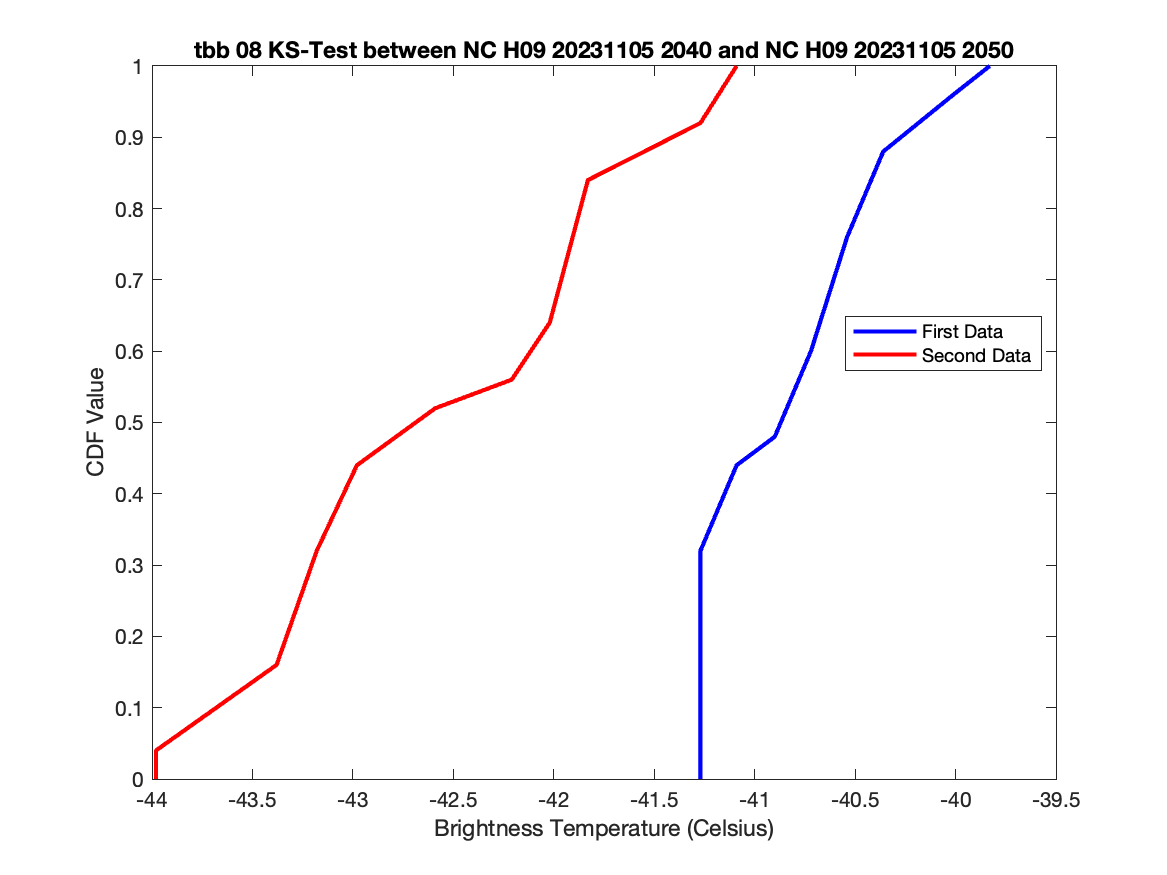 tbb 08 KS-Test between NC H09 20231105 2040 and NC H09 20231105 2050
1
0.9
0.8
0.7
0.6
0.5
0.4
0.3
0.2
0.1
0
CDF Value
First Data
Second Data
-44 -43.5 -43 -42.5 -42 -41.5 -41 -40.5 -40 -39.5
Brightness Temperature (Celsius)